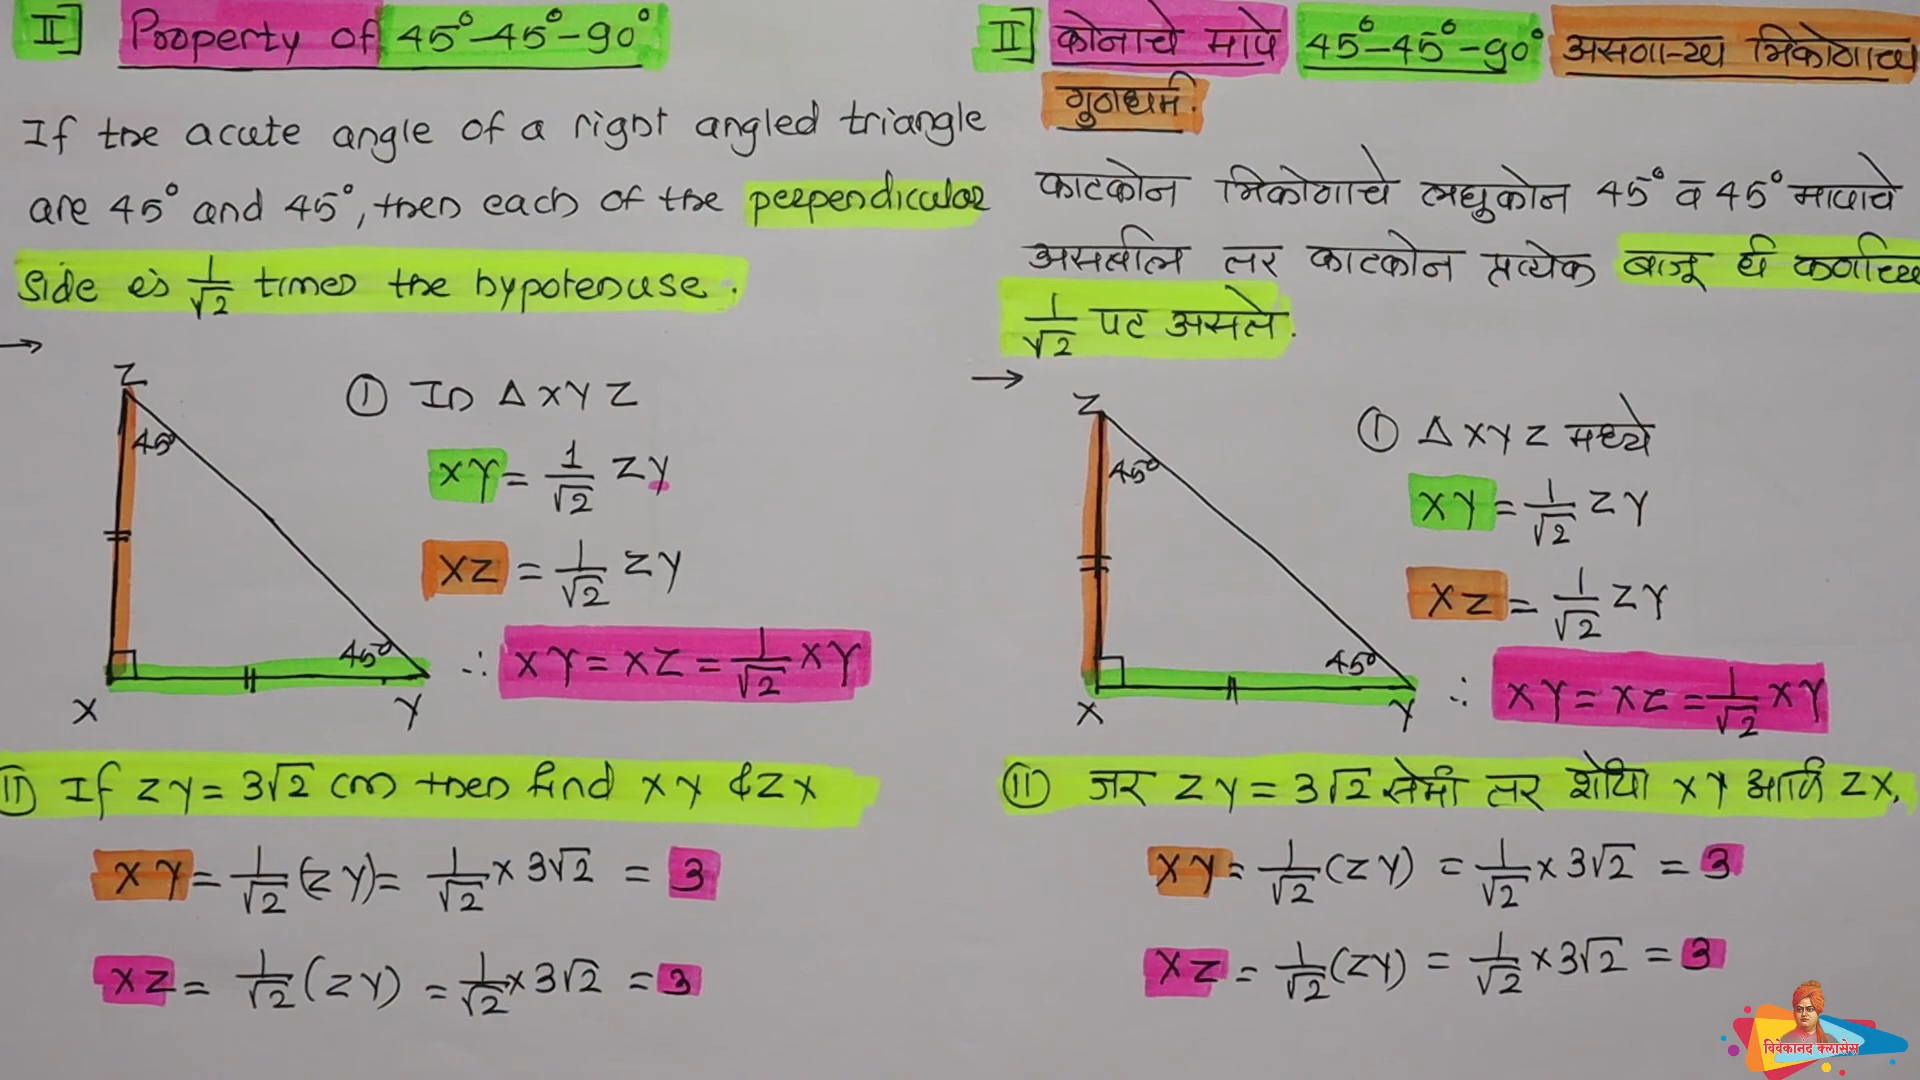 II] Property of 45°-45°-90°
If the acute angle of a right angled triangle
are 45° and 45°, then each of the perpendicular
side is 1/√2 times the hypotenuse.
→
Z
45°
45°
X
Y
① In △XYZ
XY = 1/√2 ZY
XZ = 1/√2 ZY
∴ XY = XZ = 1/√2 XY
II) If ZY = 3√2 cm then find XY & ZX
XY = 1/√2 (ZY) = 1/√2 × 3√2 = 3
XZ = 1/√2 (ZY) = 1/√2 × 3√2 = 3
II] कोनाचे मापे 45°-45°-90° असणा-या त्रिकोणाचा
गुणधर्म.
काटकोन त्रिकोणाचे लघुकोन 45° व 45° मापाचे
असतील तर काटकोन प्रत्येक बाजू ही कर्णाच्या
1/√2 पट असते.
→
Z
45°
45°
X
Y
① △XYZ मध्ये
XY = 1/√2 ZY
XZ = 1/√2 ZY
∴ XY = XZ = 1/√2 XY
II) जर ZY = 3√2 सेमी तर शोधा XY आणि ZX.
XY = 1/√2 (ZY) = 1/√2 × 3√2 = 3
XZ = 1/√2 (ZY) = 1/√2 × 3√2 = 3
विवेकानंद क्लासेस